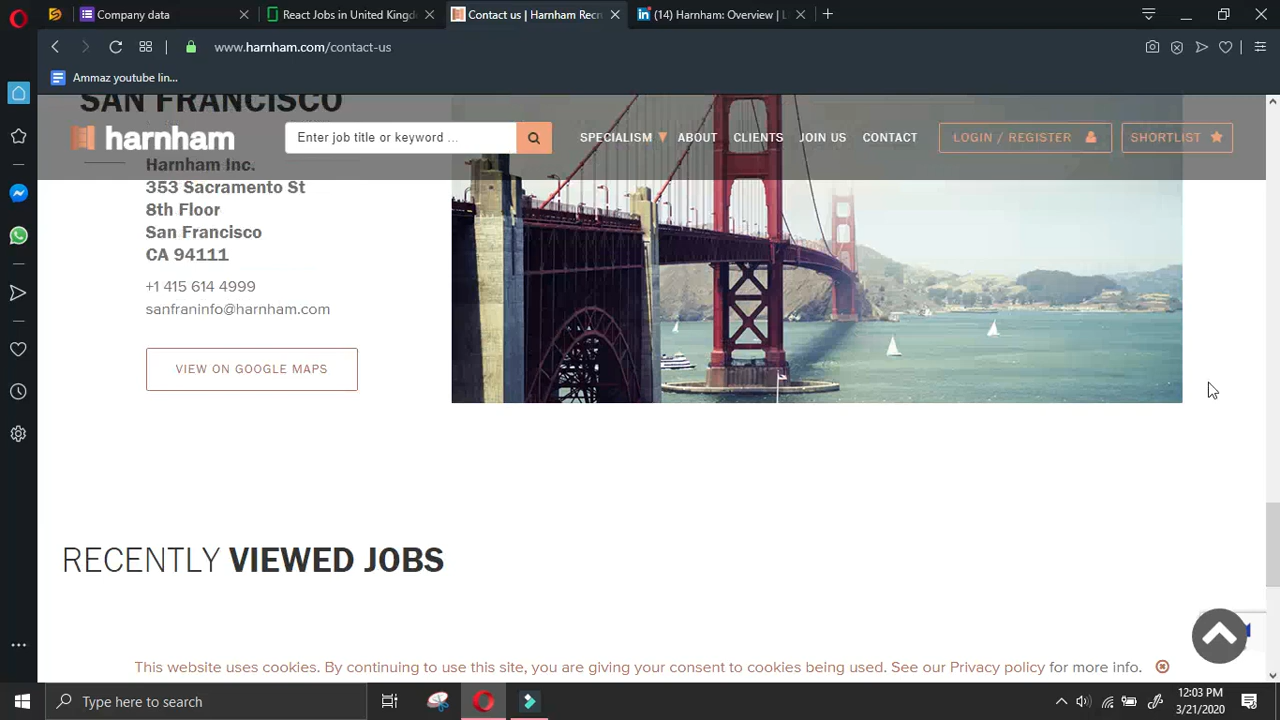 Company data
React Jobs in United Kingd
Contact us | Harnham Recr
(14) Harnham: Overview | L
www.harnham.com/contact-us
Ammaz youtube lin...
SAN FRANCISCO
harnham
Enter job title or keyword ...
SPECIALISM
ABOUT
CLIENTS
JOIN US
CONTACT
LOGIN / REGISTER
SHORTLIST
Harnham Inc.
353 Sacramento St
8th Floor
San Francisco
CA 94111
+1 415 614 4999
sanfraninfo@harnham.com
VIEW ON GOOGLE MAPS
RECENTLY VIEWED JOBS
This website uses cookies. By continuing to use this site, you are giving your consent to cookies being used. See our Privacy policy for more info.
Type here to search
12:03 PM
3/21/2020